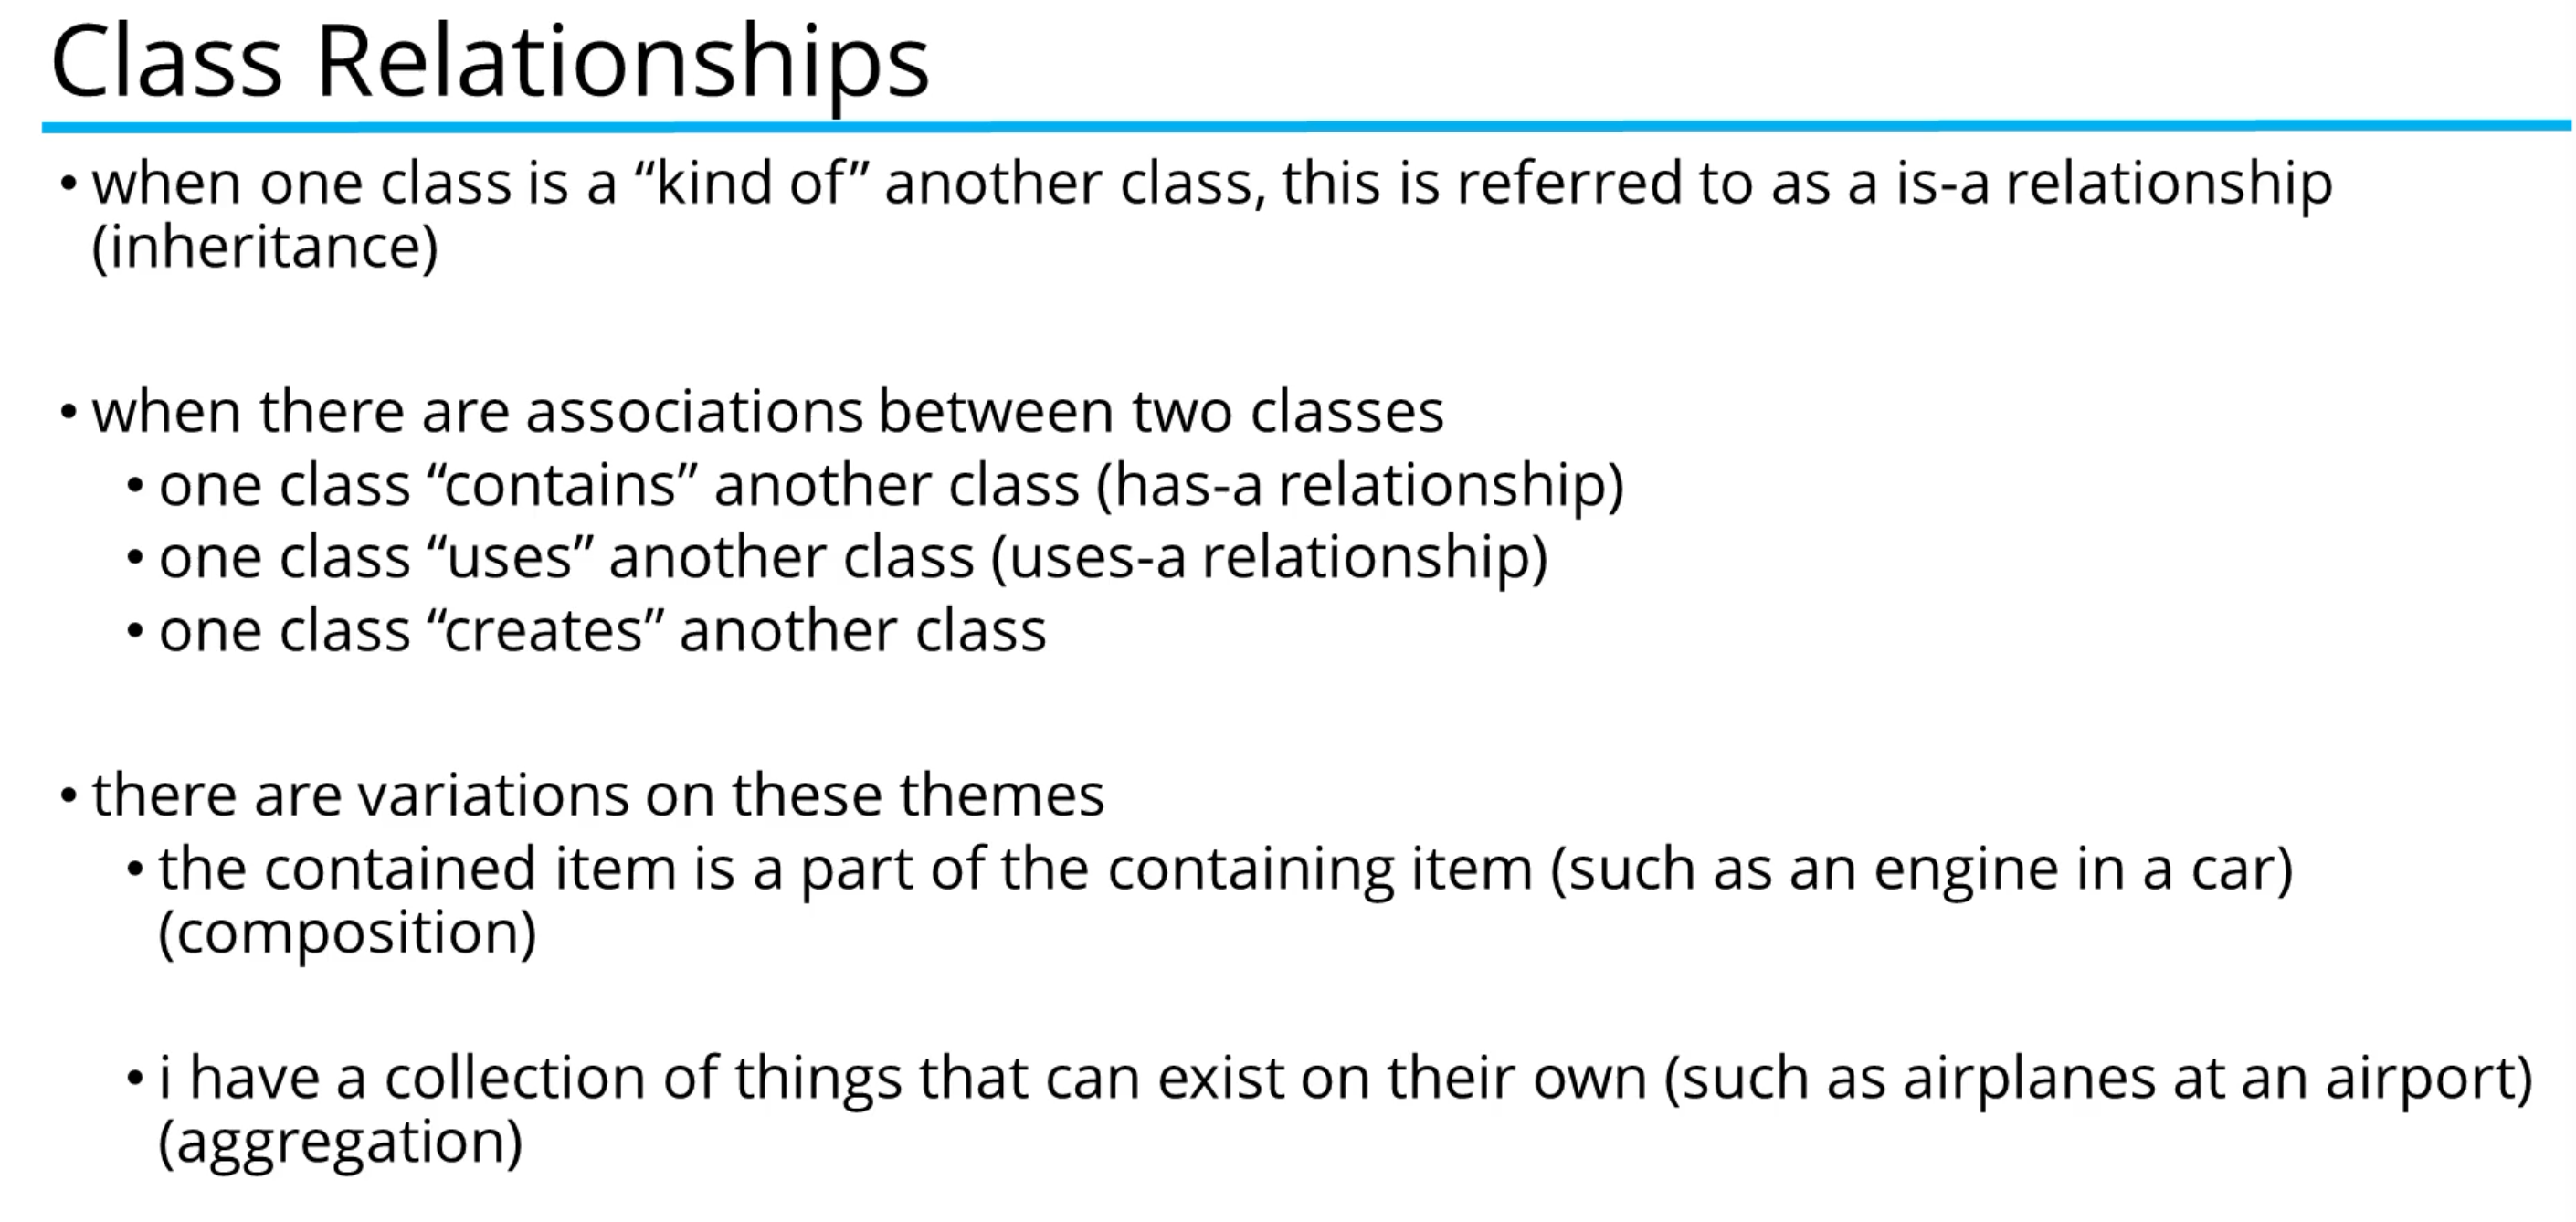 Class Relationships
• when one class is a “kind of” another class, this is referred to as a is-a relationship
(inheritance)
• when there are associations between two classes
• one class “contains” another class (has-a relationship)
• one class “uses” another class (uses-a relationship)
• one class “creates” another class
• there are variations on these themes
• the contained item is a part of the containing item (such as an engine in a car)
(composition)
• i have a collection of things that can exist on their own (such as airplanes at an airport)
(aggregation)